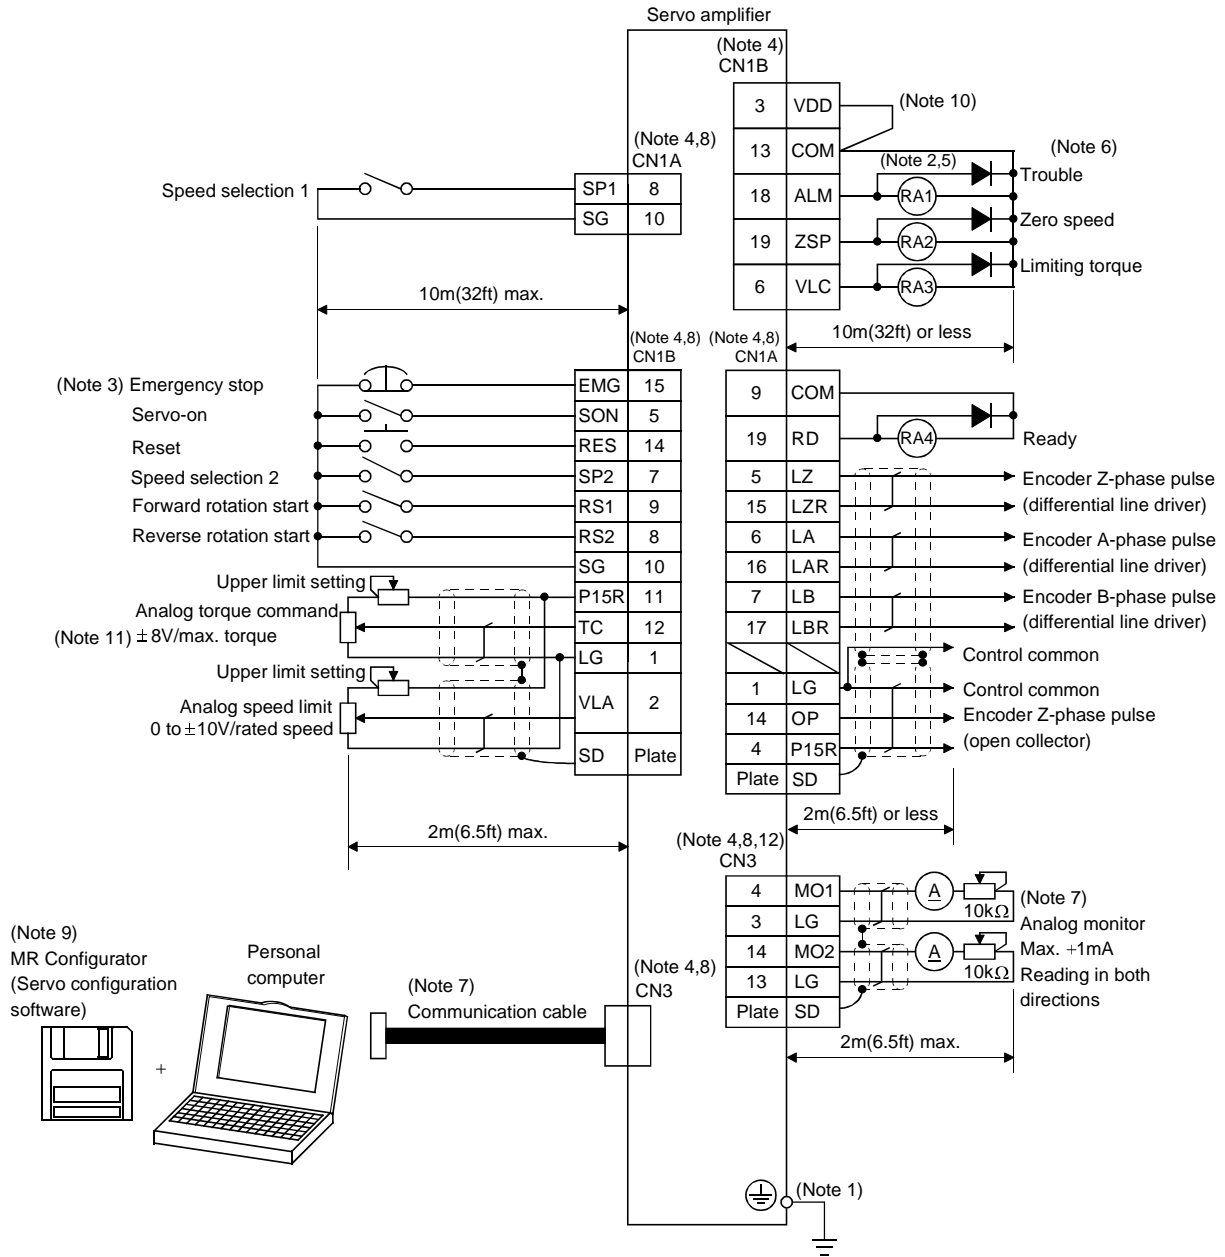 Servo amplifier
(Note 4)
CN1B
3 VDD
(Note 10)
13 COM
(Note 6)
(Note 2,5)
18 ALM
RA1
Trouble
19 ZSP
RA2
Zero speed
6 VLC
RA3
Limiting torque
10m(32ft) or less
(Note 4,8)
CN1A
Speed selection 1
SP1 8
SG 10
10m(32ft) max.
(Note 4,8)
CN1B
(Note 3) Emergency stop
EMG 15
Servo-on
SON 5
Reset
RES 14
Speed selection 2
SP2 7
Forward rotation start
RS1 9
Reverse rotation start
RS2 8
SG 10
Upper limit setting
P15R 11
Analog torque command
(Note 11) ±8V/max. torque
TC 12
LG 1
Upper limit setting
Analog speed limit
0 to ±10V/rated speed
VLA 2
SD Plate
2m(6.5ft) max.
(Note 4,8)
CN1A
9 COM
19 RD
RA4
Ready
5 LZ
Encoder Z-phase pulse
15 LZR
(differential line driver)
6 LA
Encoder A-phase pulse
16 LAR
(differential line driver)
7 LB
Encoder B-phase pulse
17 LBR
(differential line driver)
Control common
1 LG
Control common
14 OP
Encoder Z-phase pulse
4 P15R
(open collector)
Plate SD
2m(6.5ft) or less
(Note 4,8,12)
CN3
4 MO1
A
10kΩ
3 LG
14 MO2
A
10kΩ
13 LG
Plate SD
(Note 7)
Analog monitor
Max. +1mA
Reading in both
directions
2m(6.5ft) max.
(Note 9)
MR Configurator
(Servo configuration
software)
+
Personal
computer
(Note 7)
Communication cable
(Note 4,8)
CN3
(Note 1)